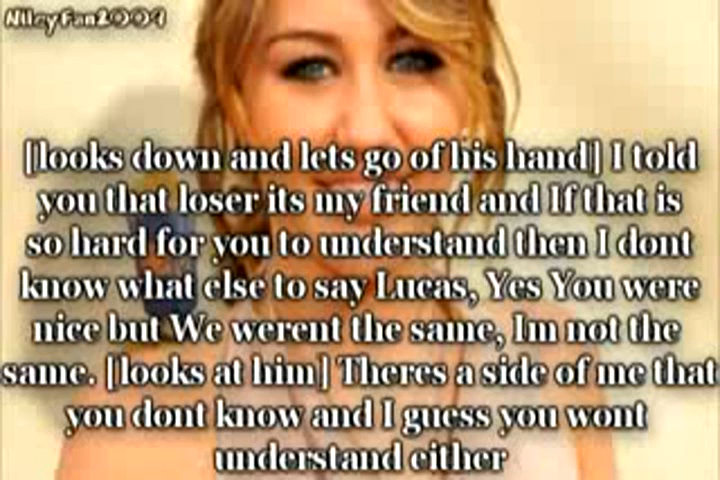 NileyFan2009
[looks down and lets go of his hand] I told
you that loser its my friend and If that is
so hard for you to understand then I dont
know what else to say Lucas, Yes You were
nice but We werent the same, Im not the
same. [looks at him] Theres a side of me that
you dont know and I guess you wont
understand either